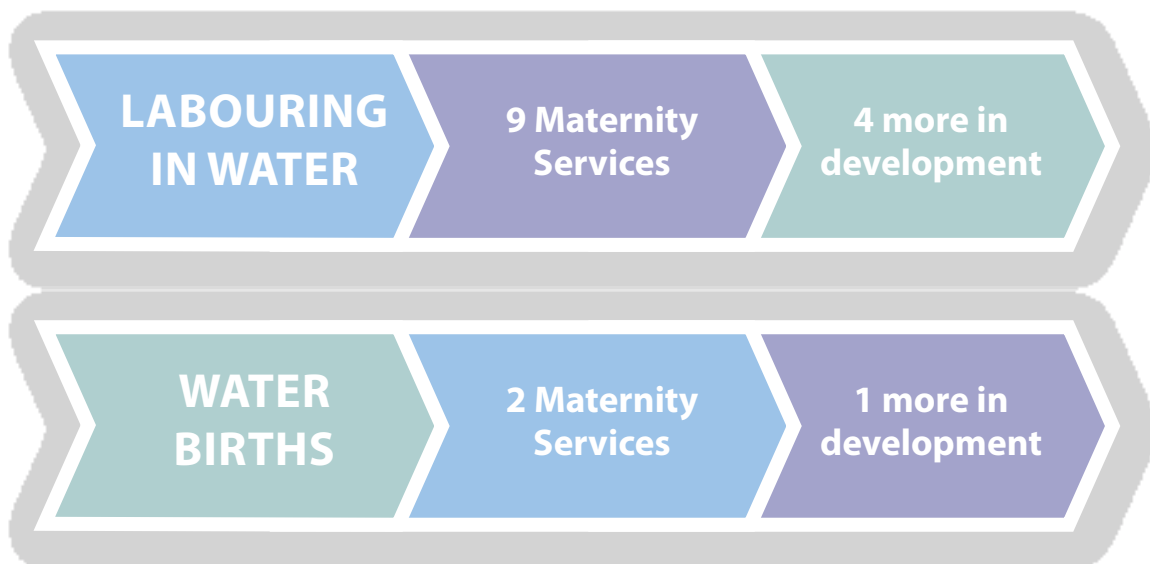 LABOURING
IN WATER
9 Maternity
Services
4 more in
development
WATER
BIRTHS
2 Maternity
Services
1 more in
development